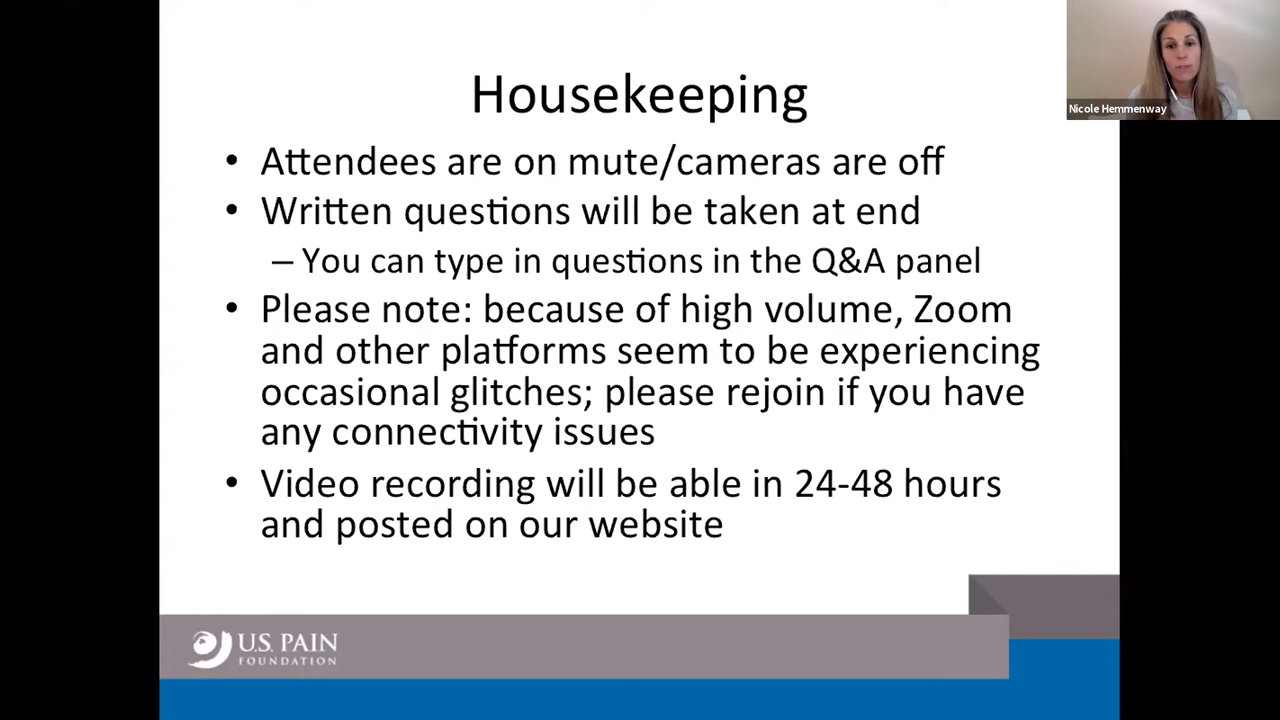 Housekeeping
• Attendees are on mute/cameras are off
• Written questions will be taken at end
– You can type in questions in the Q&A panel
• Please note: because of high volume, Zoom
and other platforms seem to be experiencing
occasional glitches; please rejoin if you have
any connectivity issues
• Video recording will be able in 24-48 hours
and posted on our website
U.S. PAIN
FOUNDATION
Nicole Hemmenway